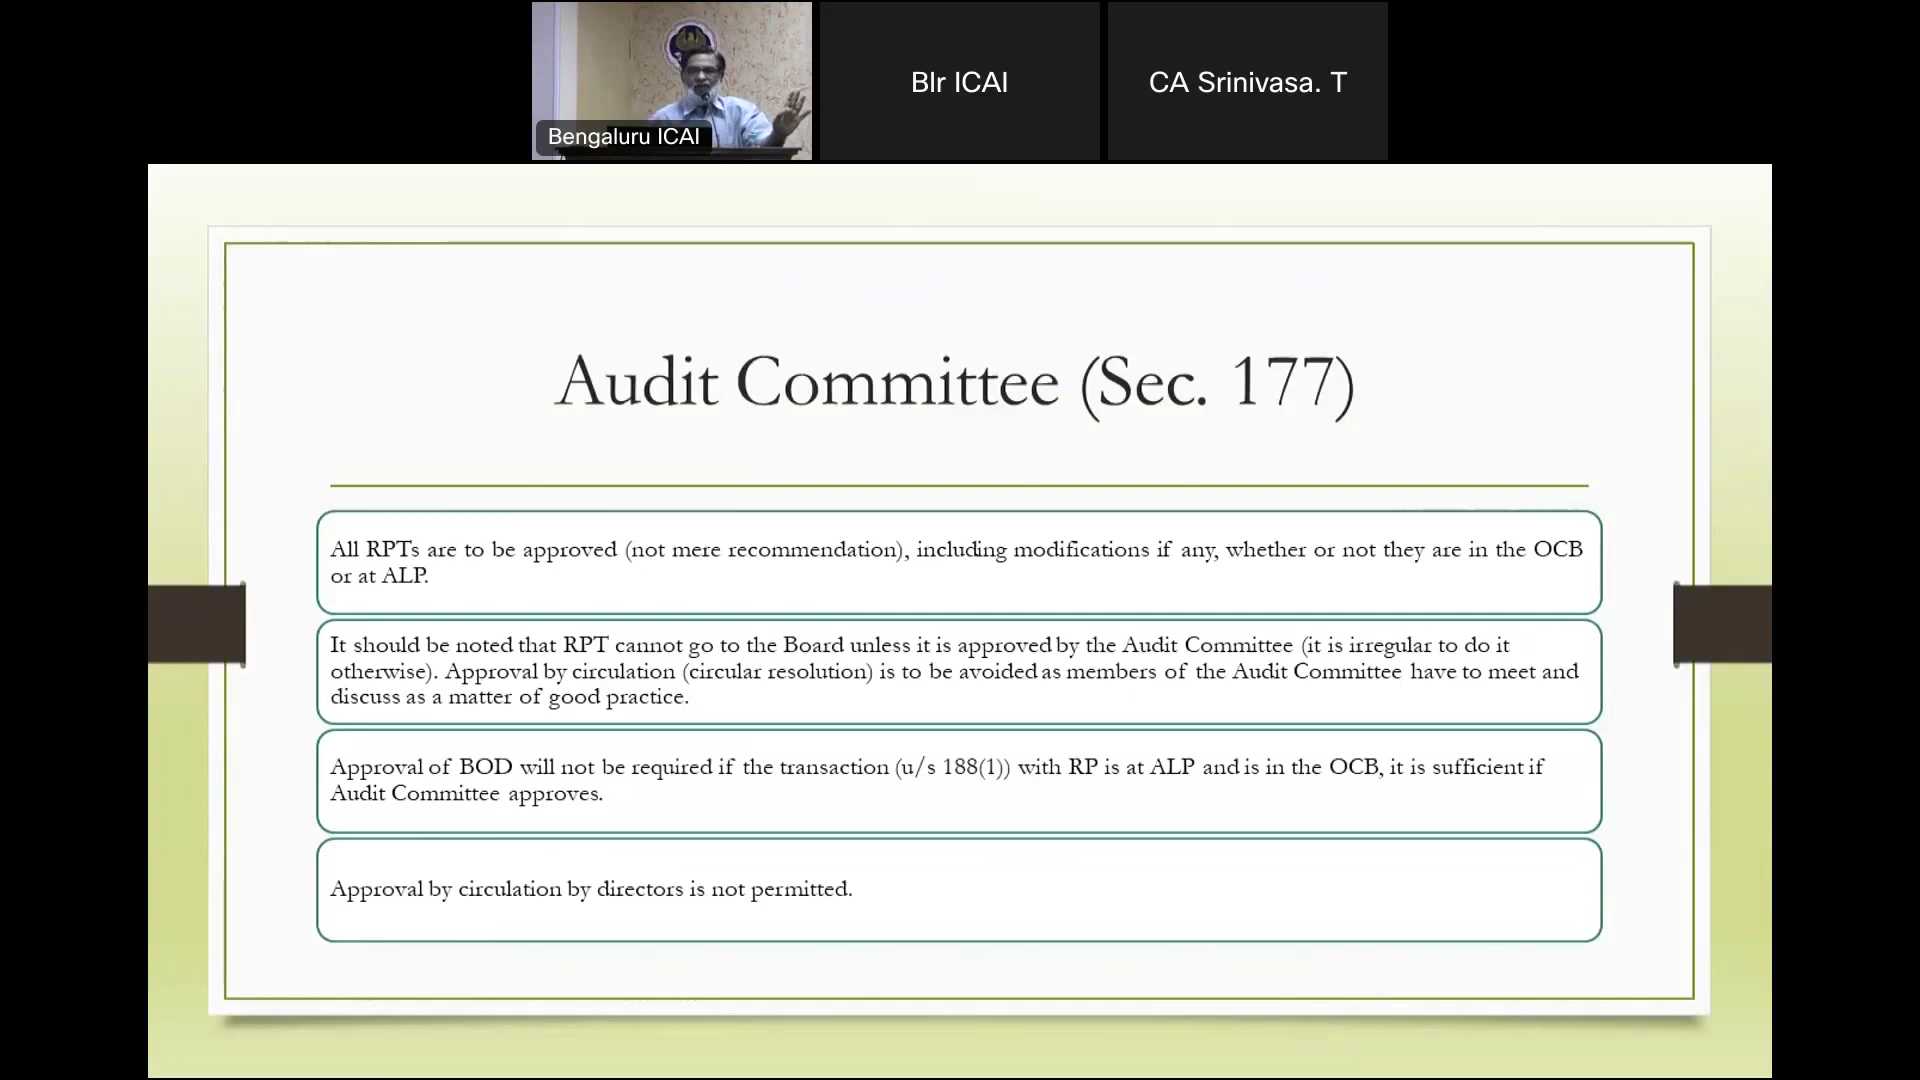 Bengaluru ICAI
Blr ICAI
CA Srinivasa. T
Audit Committee (Sec. 177)
All RPTs are to be approved (not mere recommendation), including modifications if any, whether or not they are in the OCB
or at ALP.
It should be noted that RPT cannot go to the Board unless it is approved by the Audit Committee (it is irregular to do it
otherwise). Approval by circulation (circular resolution) is to be avoided as members of the Audit Committee have to meet and
discuss as a matter of good practice.
Approval of BOD will not be required if the transaction (u/s 188(1)) with RP is at ALP and is in the OCB, it is sufficient if
Audit Committee approves.
Approval by circulation by directors is not permitted.